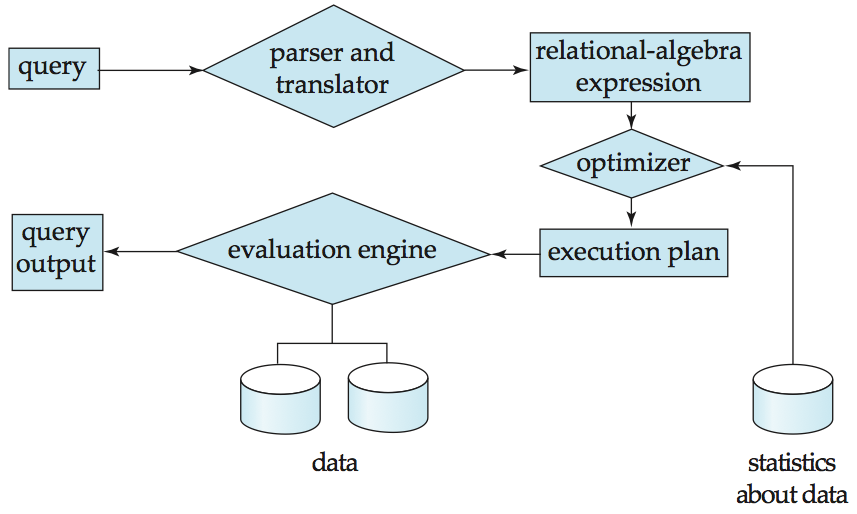 query
parser and
translator
relational-algebra
expression
optimizer
query
output
evaluation engine
execution plan
data
statistics
about data